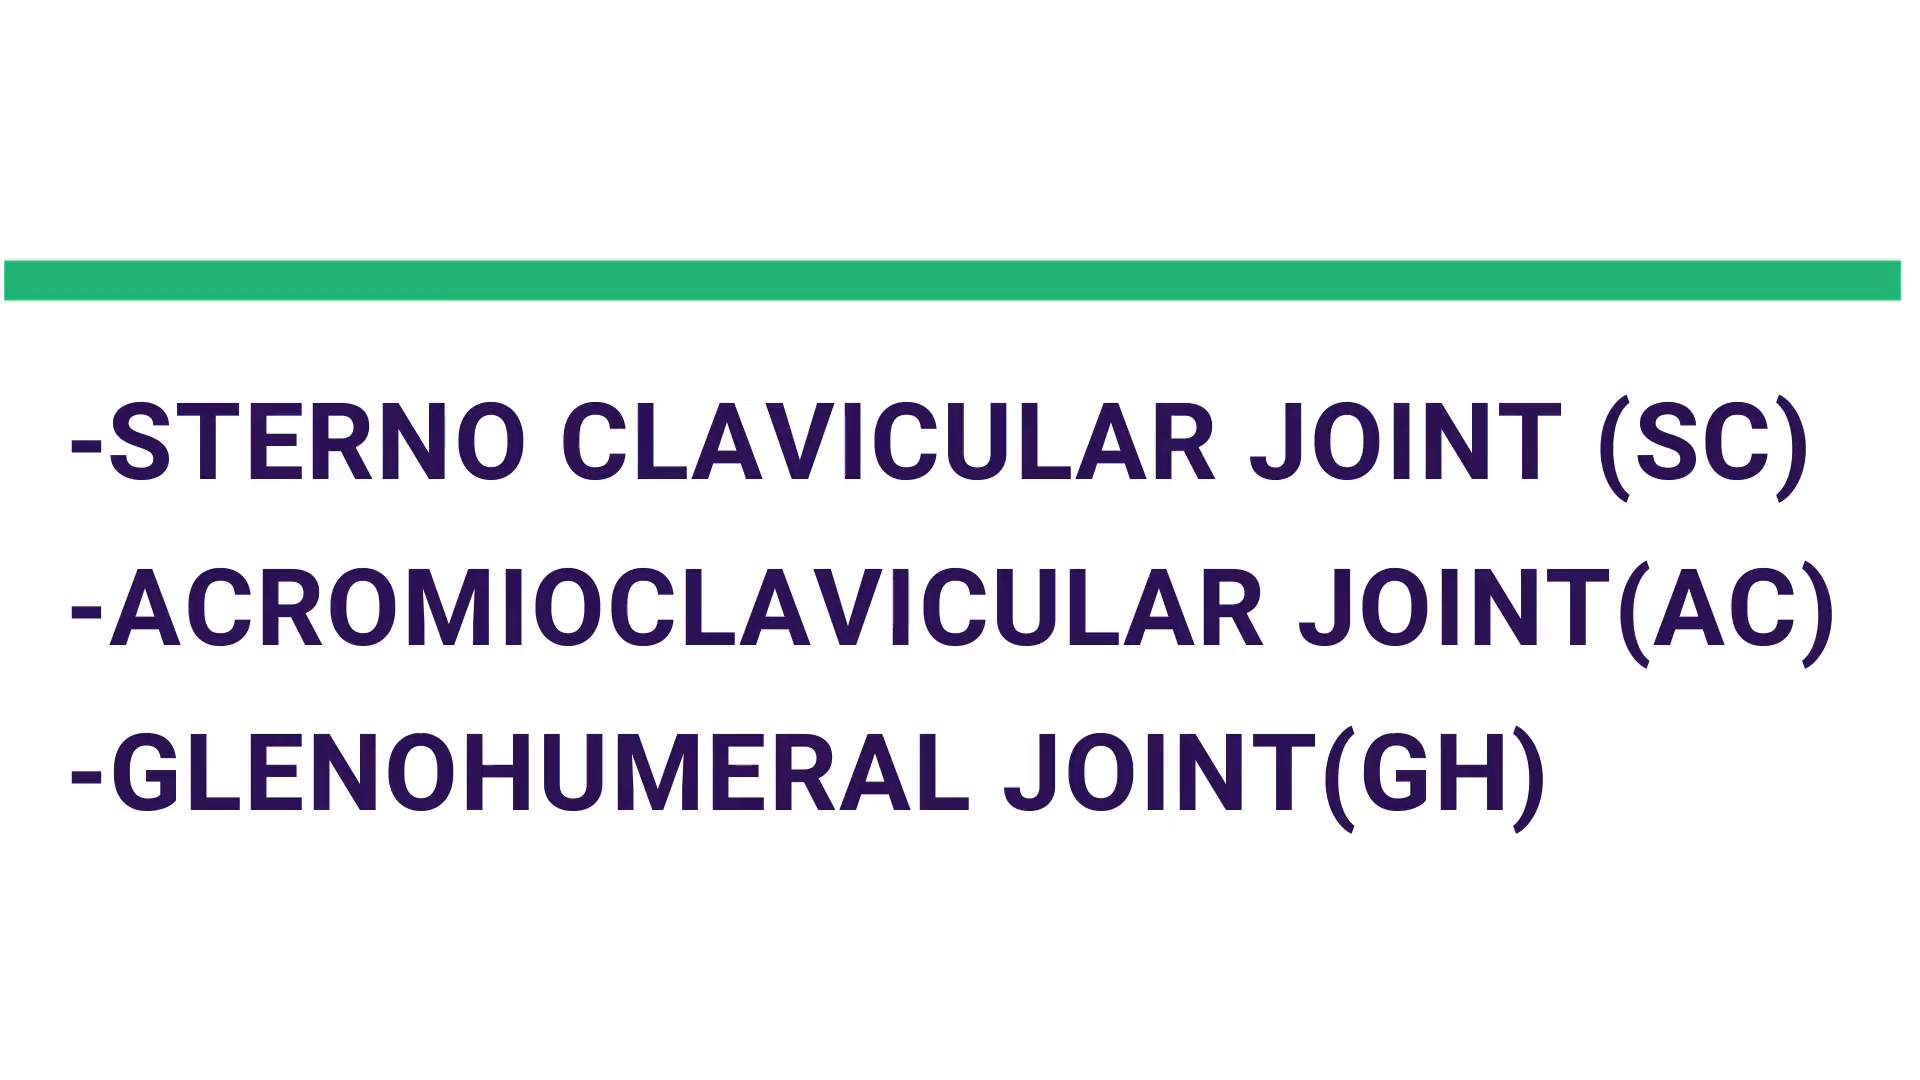 -STERNO CLAVICULAR JOINT (SC)
-ACROMIOCLAVICULAR JOINT(AC)
-GLENOHUMERAL JOINT(GH)